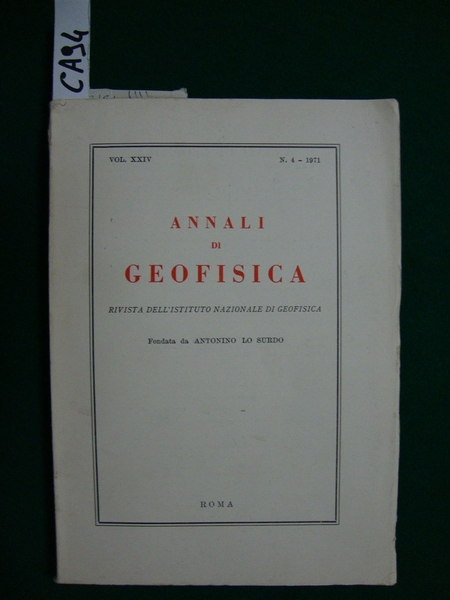 CA94
VOL. XXIV N. 4 - 1971
ANNALI
DI
GEOFISICA
RIVISTA DELL'ISTITUTO NAZIONALE DI GEOFISICA
Fondata da ANTONINO LO SURDO
ROMA